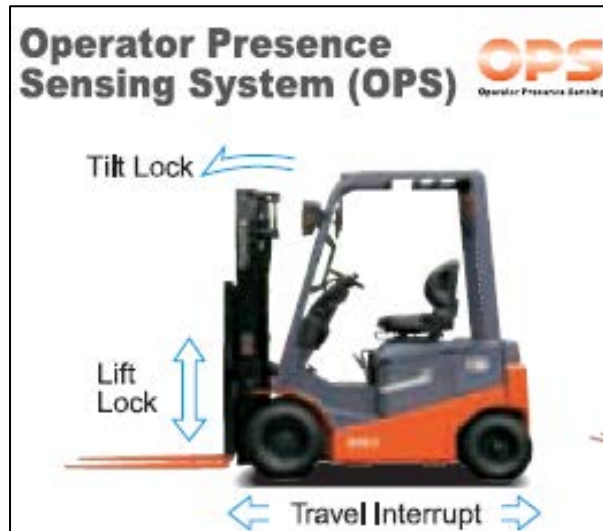 Operator Presence
Sensing System (OPS)
OPS
Operator Presence Sensing
Tilt Lock
Lift
Lock
Travel Interrupt